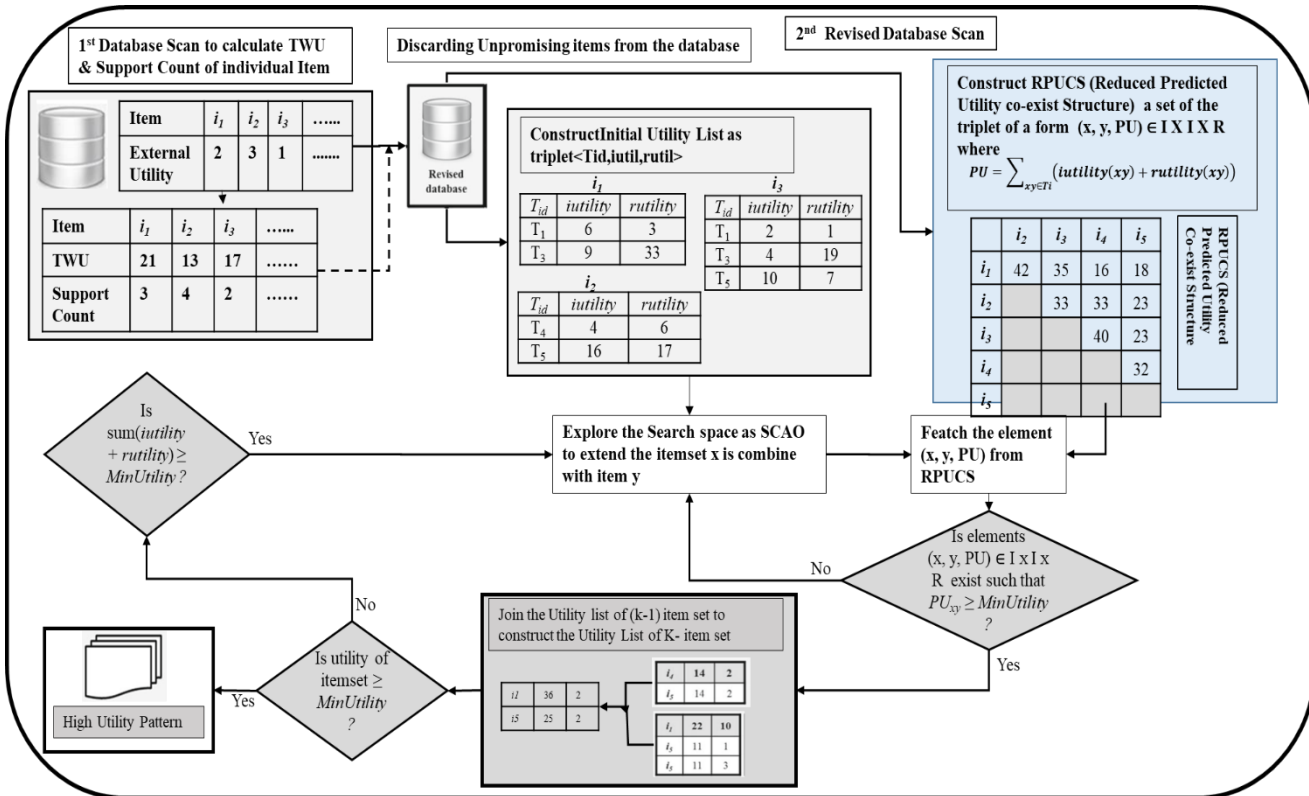 1st Database Scan to calculate TWU
& Support Count of individual Item
Item i1 i2 i3 …...
External Utility 2 3 1 .......
Item i1 i2 i3 …...
TWU 21 13 17 ……
Support Count 3 4 2 ……
Discarding Unpromising items from the database
Revised
database
ConstructInitial Utility List as
triplet<Tid,iutil,rutil>
i1
Tid iutility rutility
T1 6 3
T3 9 33
i3
Tid iutility rutility
T1 2 1
T3 4 19
T5 10 7
i2
Tid iutility rutility
T4 4 6
T5 16 17
2nd Revised Database Scan
Construct RPUCS (Reduced Predicted
Utility co-exist Structure) a set of the
triplet of a form (x, y, PU) ∈ I X I X R
where
PU = ∑xy∈Ti(iutility(xy) + rutility(xy))
i2 i3 i4 i5
i1 42 35 16 18
i2 33 33 23
i3 40 23
i4 32
i5
RPUCS (Reduced
Predicted Utility
Co-exist Structure
Is
sum(iutility
+ rutility) ≥
MinUtility ?
Yes
Explore the Search space as SCAO
to extend the itemset x is combine
with item y
Featch the element
(x, y, PU) from
RPUCS
Is elements
(x, y, PU) ∈ I x I x
R exist such that
PUxy ≥ MinUtility
?
No
Yes
Join the Utility list of (k-1) item set to
construct the Utility List of K- item set
i4 14 2
i5 14 2
i1 36 2
i5 25 2
i1 22 10
i3 11 1
i5 11 3
No
Is utility of
itemset ≥
MinUtility
?
Yes
High Utility Pattern